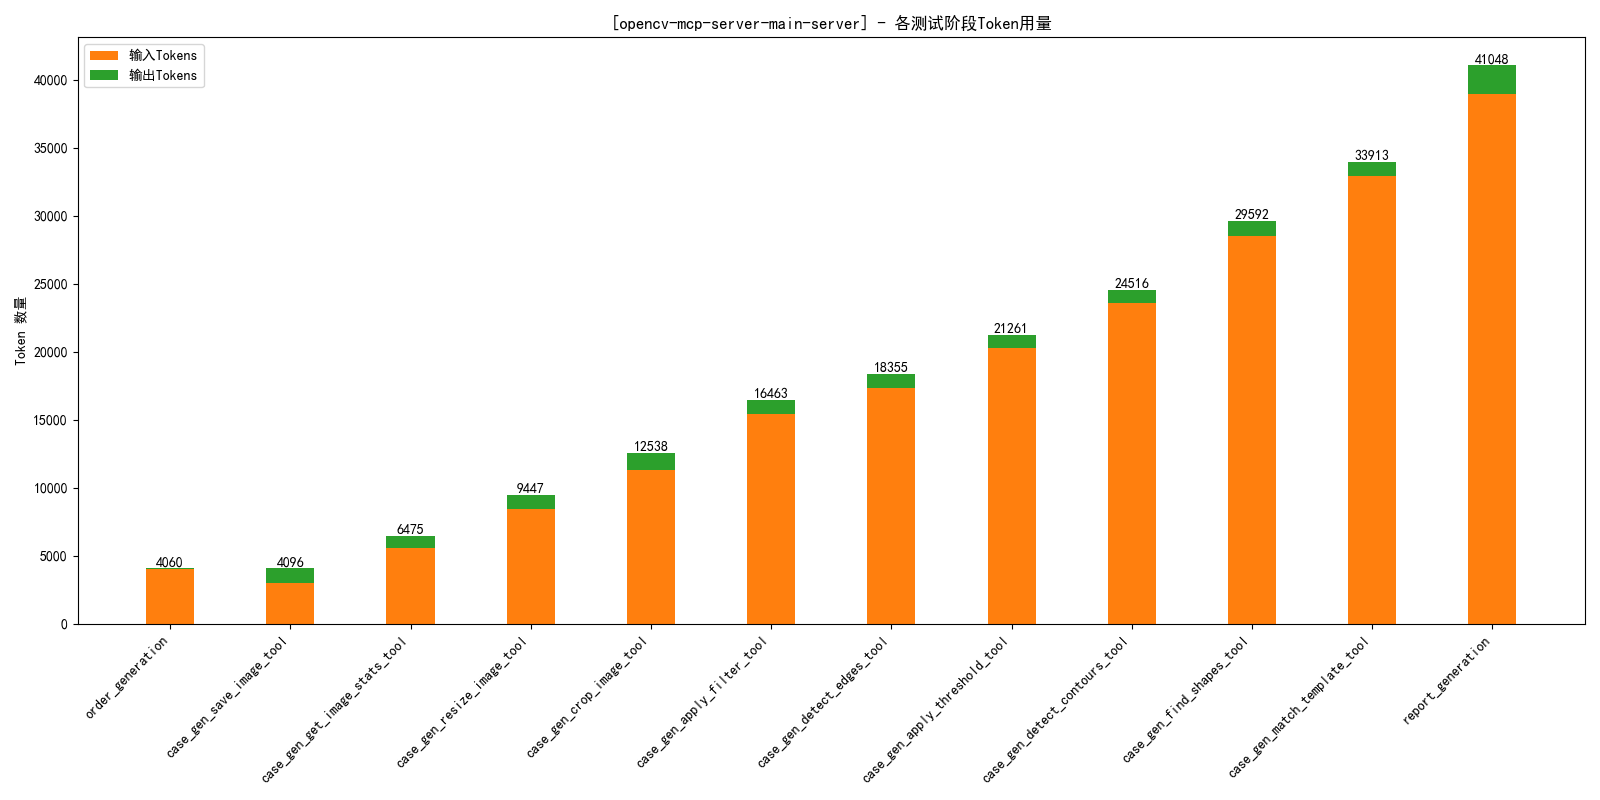 [opencv-mcp-server-main-server] - 各测试阶段Token用量
输入Tokens
输出Tokens
Token 数量
40000
35000
30000
25000
20000
15000
10000
5000
0
4060
4096
6475
9447
12538
16463
18355
21261
24516
29592
33913
41048
order_generation
case_gen_save_image_tool
case_gen_get_image_stats_tool
case_gen_resize_image_tool
case_gen_crop_image_tool
case_gen_apply_filter_tool
case_gen_detect_edges_tool
case_gen_apply_threshold_tool
case_gen_detect_contours_tool
case_gen_find_shapes_tool
case_gen_match_template_tool
report_generation